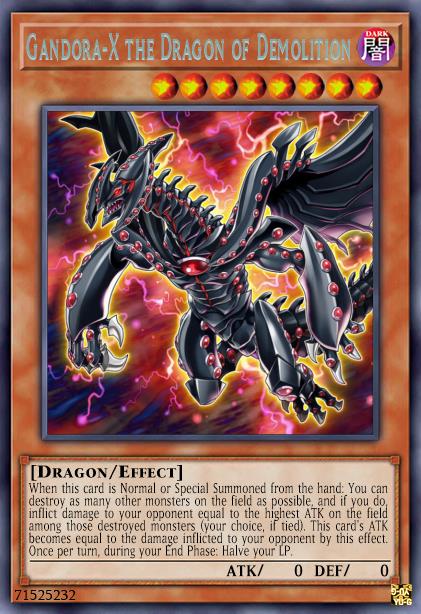 GANDORA-X THE DRAGON OF DEMOLITION
DARK
闇
[DRAGON/EFFECT]
When this card is Normal or Special Summoned from the hand: You can
destroy as many other monsters on the field as possible, and if you do,
inflict damage to your opponent equal to the highest ATK on the field
among those destroyed monsters (your choice, if tied). This card's ATK
becomes equal to the damage inflicted to your opponent by this effect.
Once per turn, during your End Phase: Halve your LP.
ATK/ 0 DEF/ 0
71525232